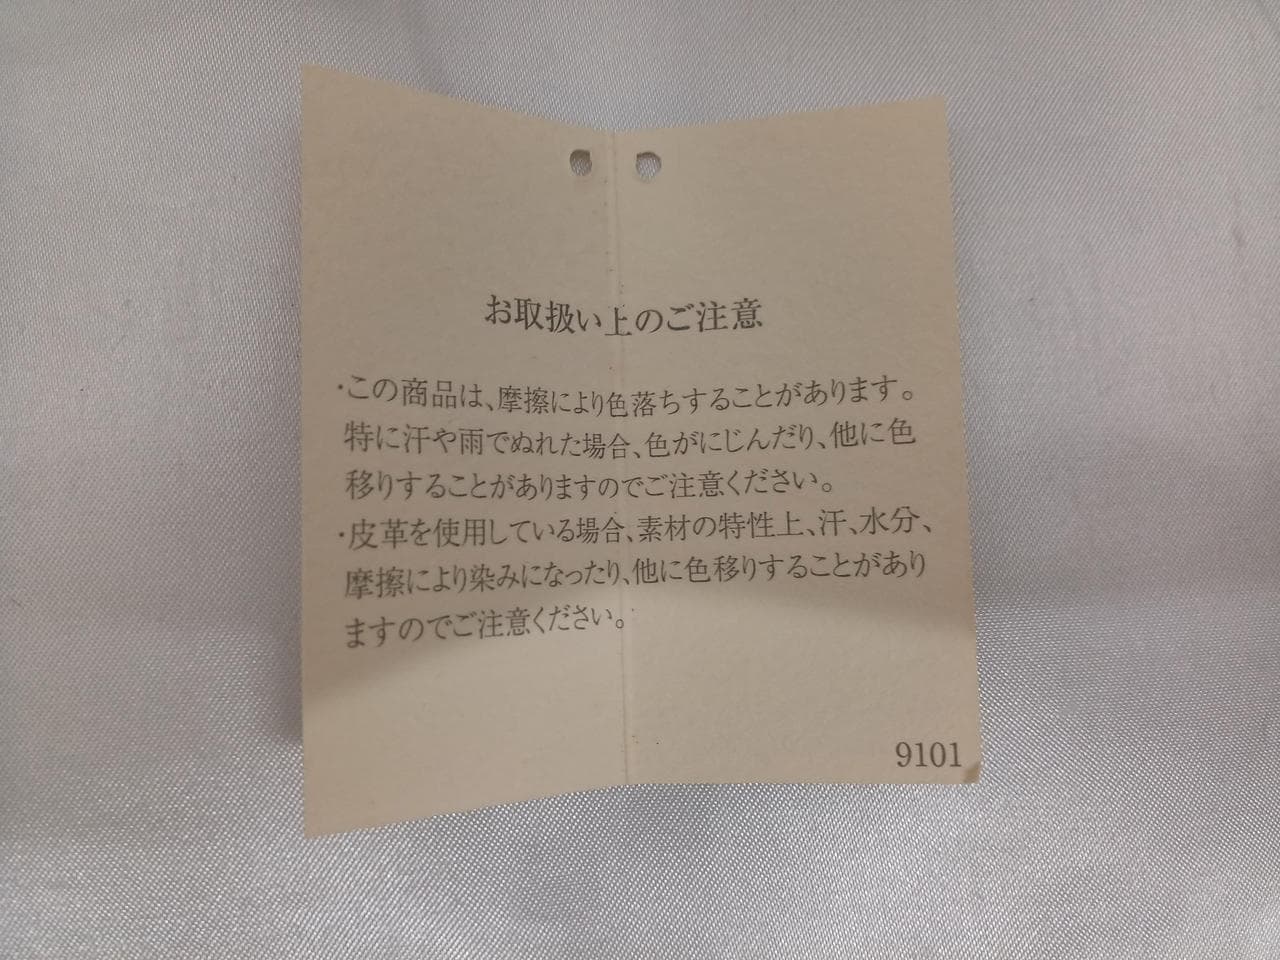 お取扱い上のご注意
・この商品は、摩擦により色落ちすることがあります。
特に汗や雨でぬれた場合、色がにじんだり、他に色
移りすることがありますのでご注意ください。
・皮革を使用している場合、素材の特性上、汗、水分、
摩擦により染みになったり、他に色移りすることがあり
ますのでご注意ください。
9101